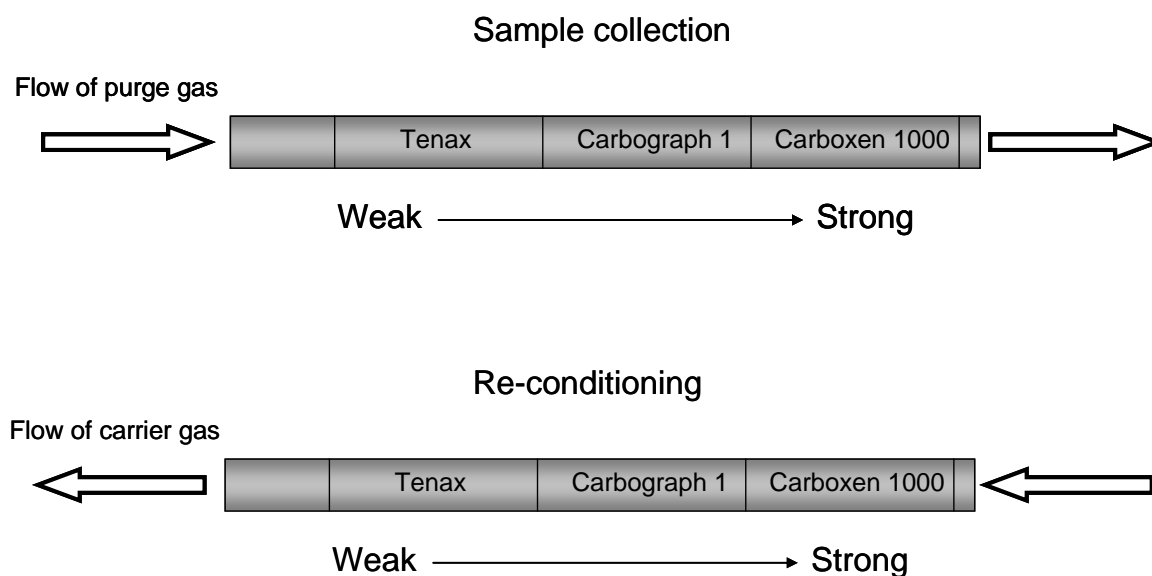 Sample collection
Flow of purge gas
Tenax Carbograph 1 Carboxen 1000
Weak Strong
Re-conditioning
Flow of carrier gas
Tenax Carbograph 1 Carboxen 1000
Weak Strong